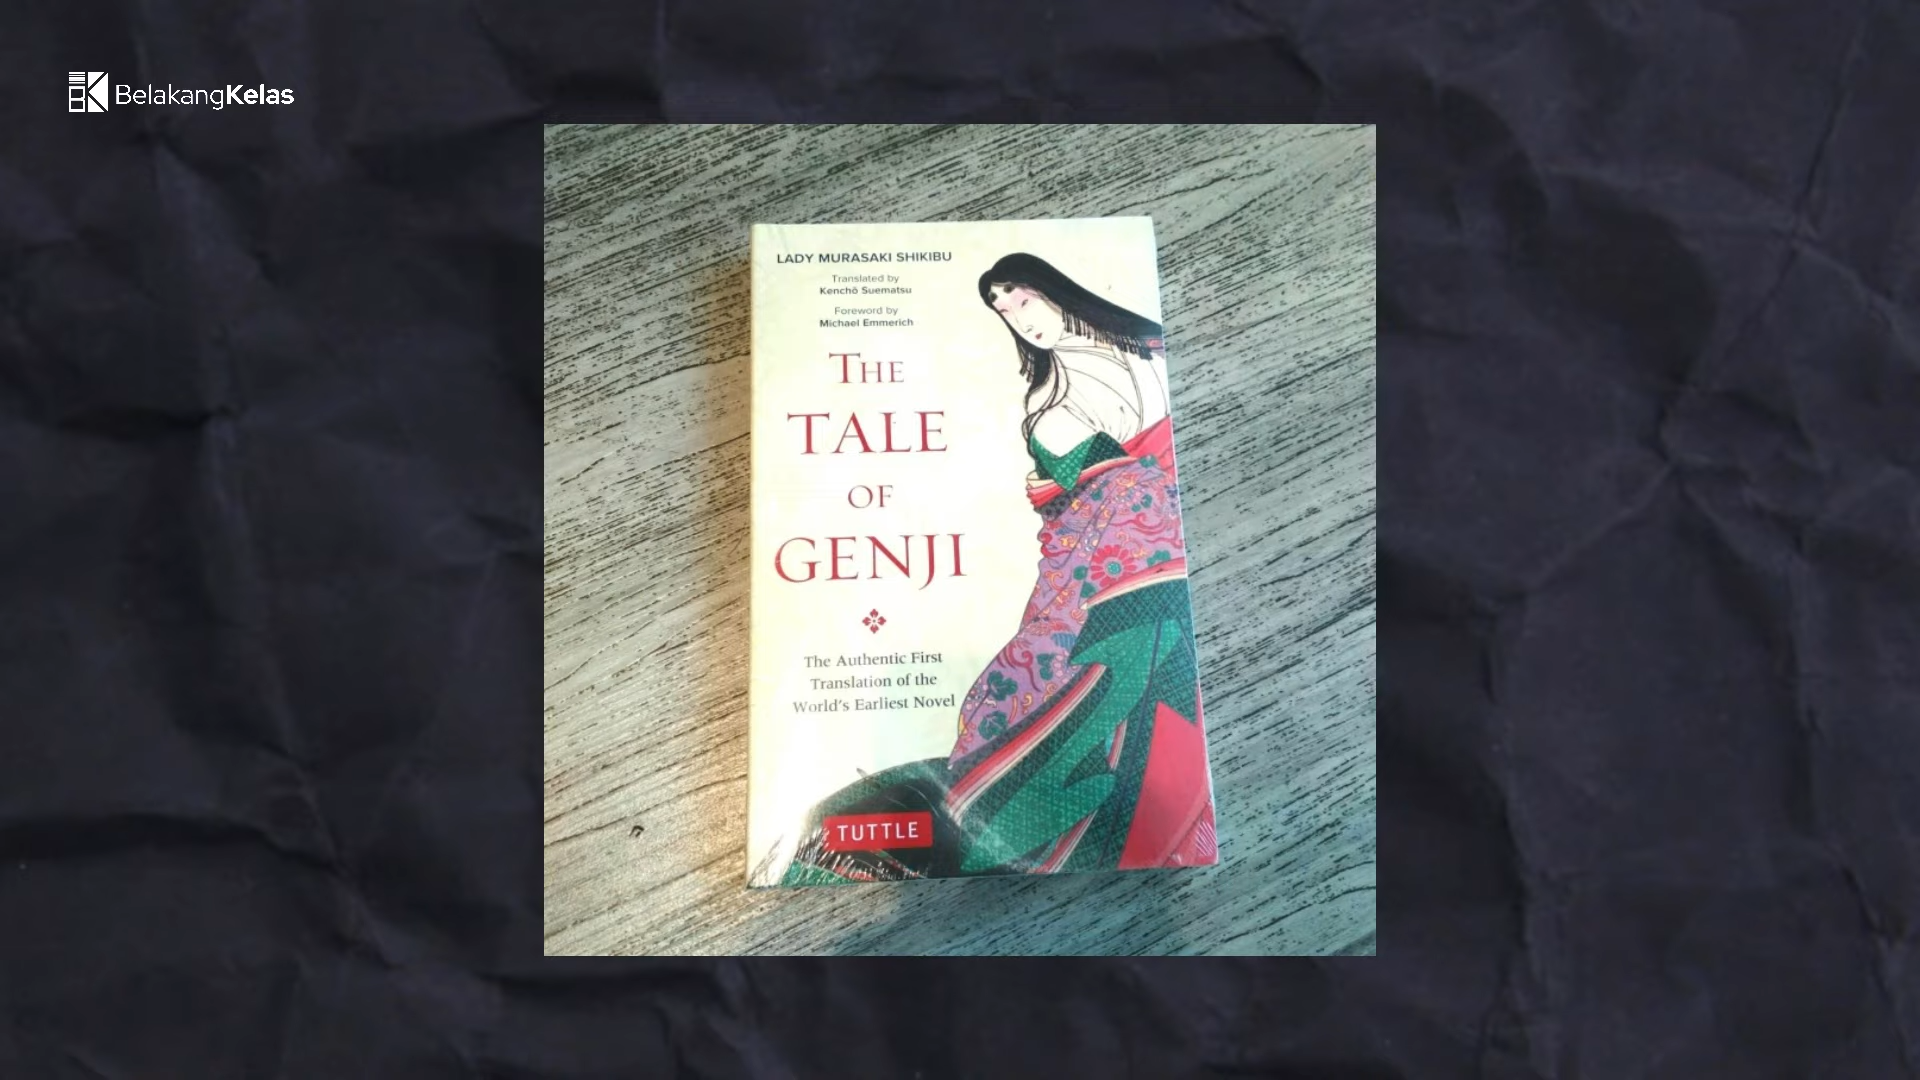 BelakangKelas
LADY MURASAKI SHIKIBU
Translated by
Kenchō Suematsu
Foreword by
Michael Emmerich
THE
TALE
OF
GENJI
The Authentic First
Translation of the
World's Earliest Novel
TUTTLE